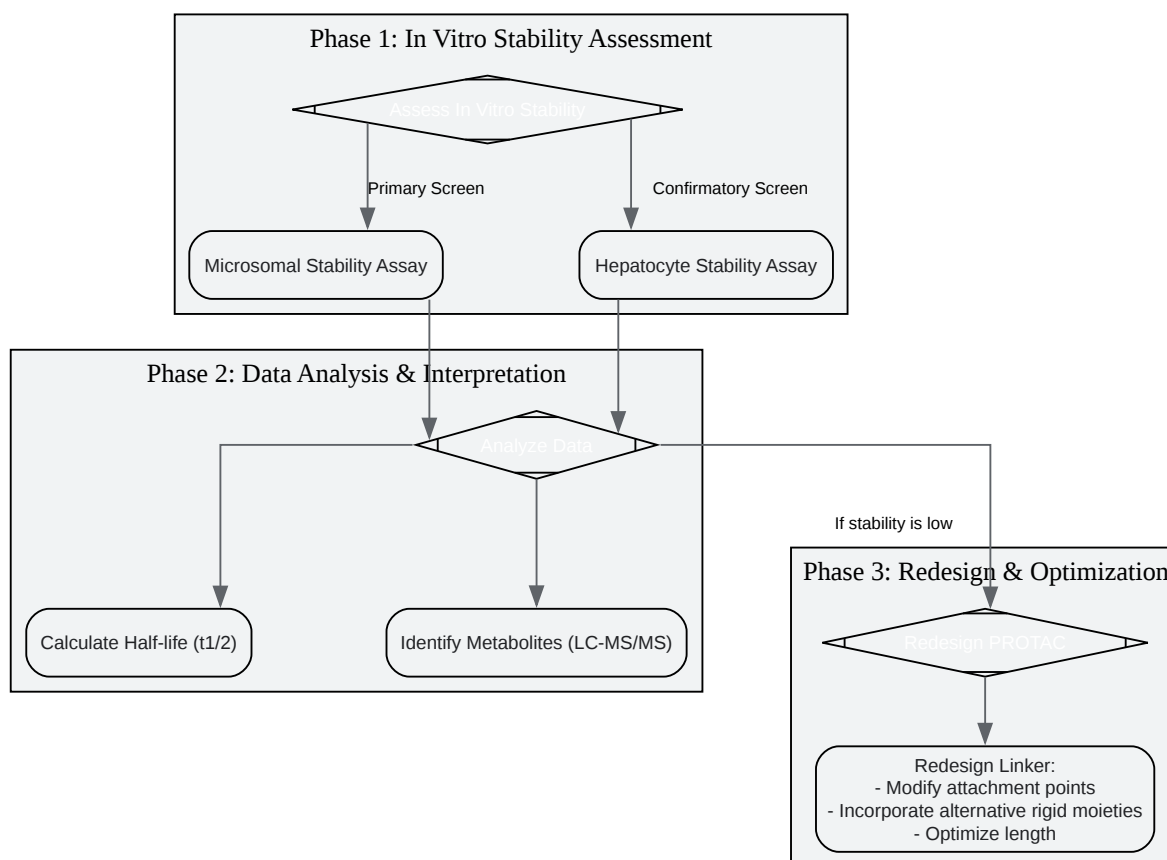 Phase 1: In Vitro Stability Assessment
Assess In Vitro Stability
Primary Screen
Confirmatory Screen
Microsomal Stability Assay
Hepatocyte Stability Assay
Phase 2: Data Analysis & Interpretation
Analyze Data
If stability is low
Calculate Half-life (t1/2)
Identify Metabolites (LC-MS/MS)
Phase 3: Redesign & Optimization
Redesign PROTAC
Redesign Linker:
- Modify attachment points
- Incorporate alternative rigid moieties
- Optimize length